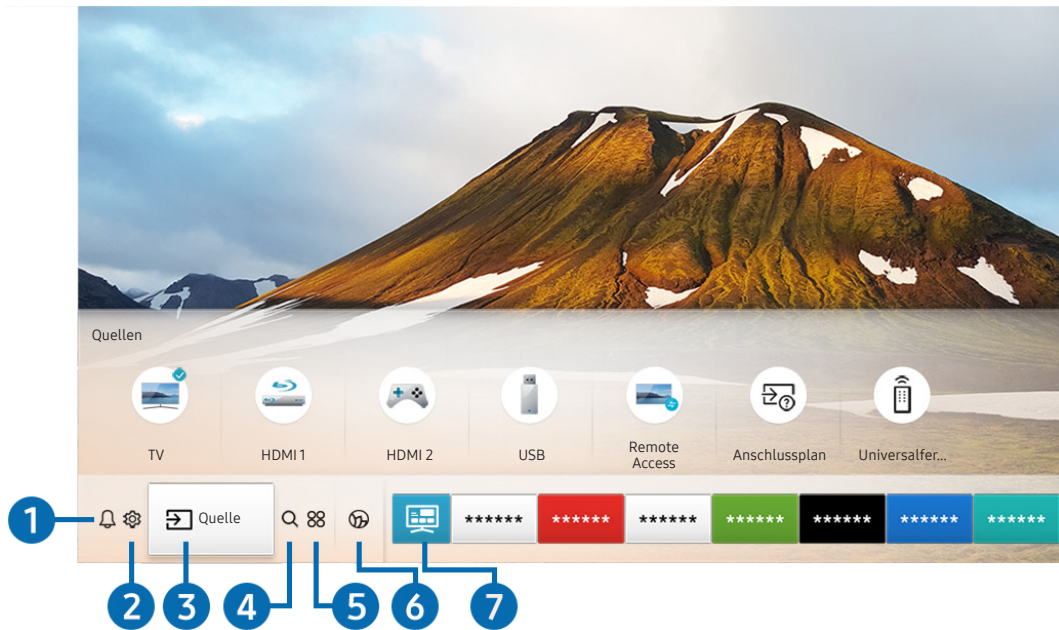 Quellen
TV
HDMI 1
HDMI 2
USB
Remote
Access
Anschlussplan
Universalfer...
Quelle
******
******
******
******
******
******
******
1
2
3
4
5
6
7